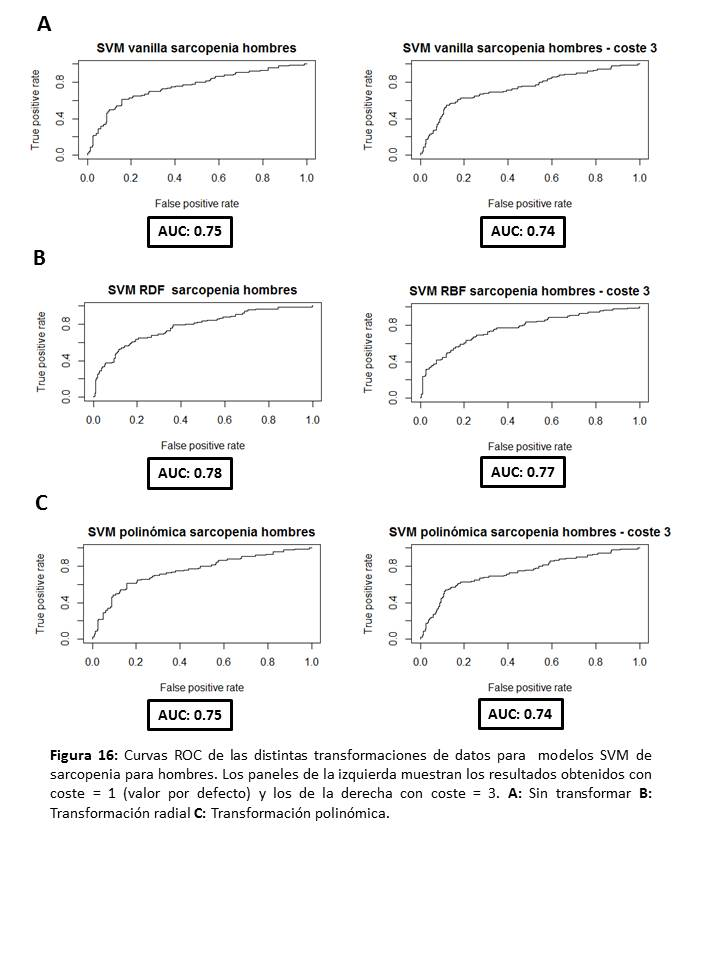 A
SVM vanilla sarcopenia hombres
True positive rate
0.0 0.4 0.8
0.0 0.2 0.4 0.6 0.8 1.0
False positive rate
AUC: 0.75
SVM vanilla sarcopenia hombres - coste 3
True positive rate
0.0 0.4 0.8
0.0 0.2 0.4 0.6 0.8 1.0
False positive rate
AUC: 0.74
B
SVM RDF sarcopenia hombres
True positive rate
0.0 0.4 0.8
0.0 0.2 0.4 0.6 0.8 1.0
False positive rate
AUC: 0.78
SVM RBF sarcopenia hombres - coste 3
True positive rate
0.0 0.4 0.8
0.0 0.2 0.4 0.6 0.8 1.0
False positive rate
AUC: 0.77
C
SVM polinómica sarcopenia hombres
True positive rate
0.0 0.4 0.8
0.0 0.2 0.4 0.6 0.8 1.0
False positive rate
AUC: 0.75
SVM polinómica sarcopenia hombres - coste 3
True positive rate
0.0 0.4 0.8
0.0 0.2 0.4 0.6 0.8 1.0
False positive rate
AUC: 0.74
Figura 16: Curvas ROC de las distintas transformaciones de datos para modelos SVM de
sarcopenia para hombres. Los paneles de la izquierda muestran los resultados obtenidos con
coste = 1 (valor por defecto) y los de la derecha con coste = 3. A: Sin transformar B:
Transformación radial C: Transformación polinómica.